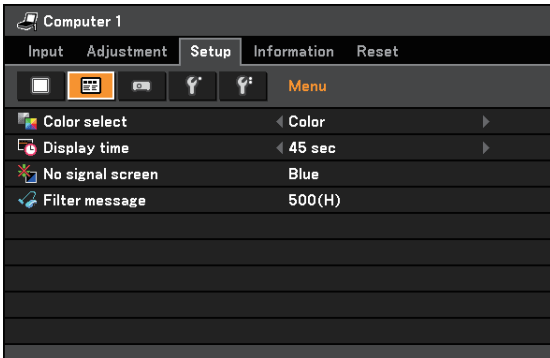 Computer 1
Input Adjustment Setup Information Reset
Menu
Color select Color
Display time 45 sec
No signal screen Blue
Filter message 500(H)